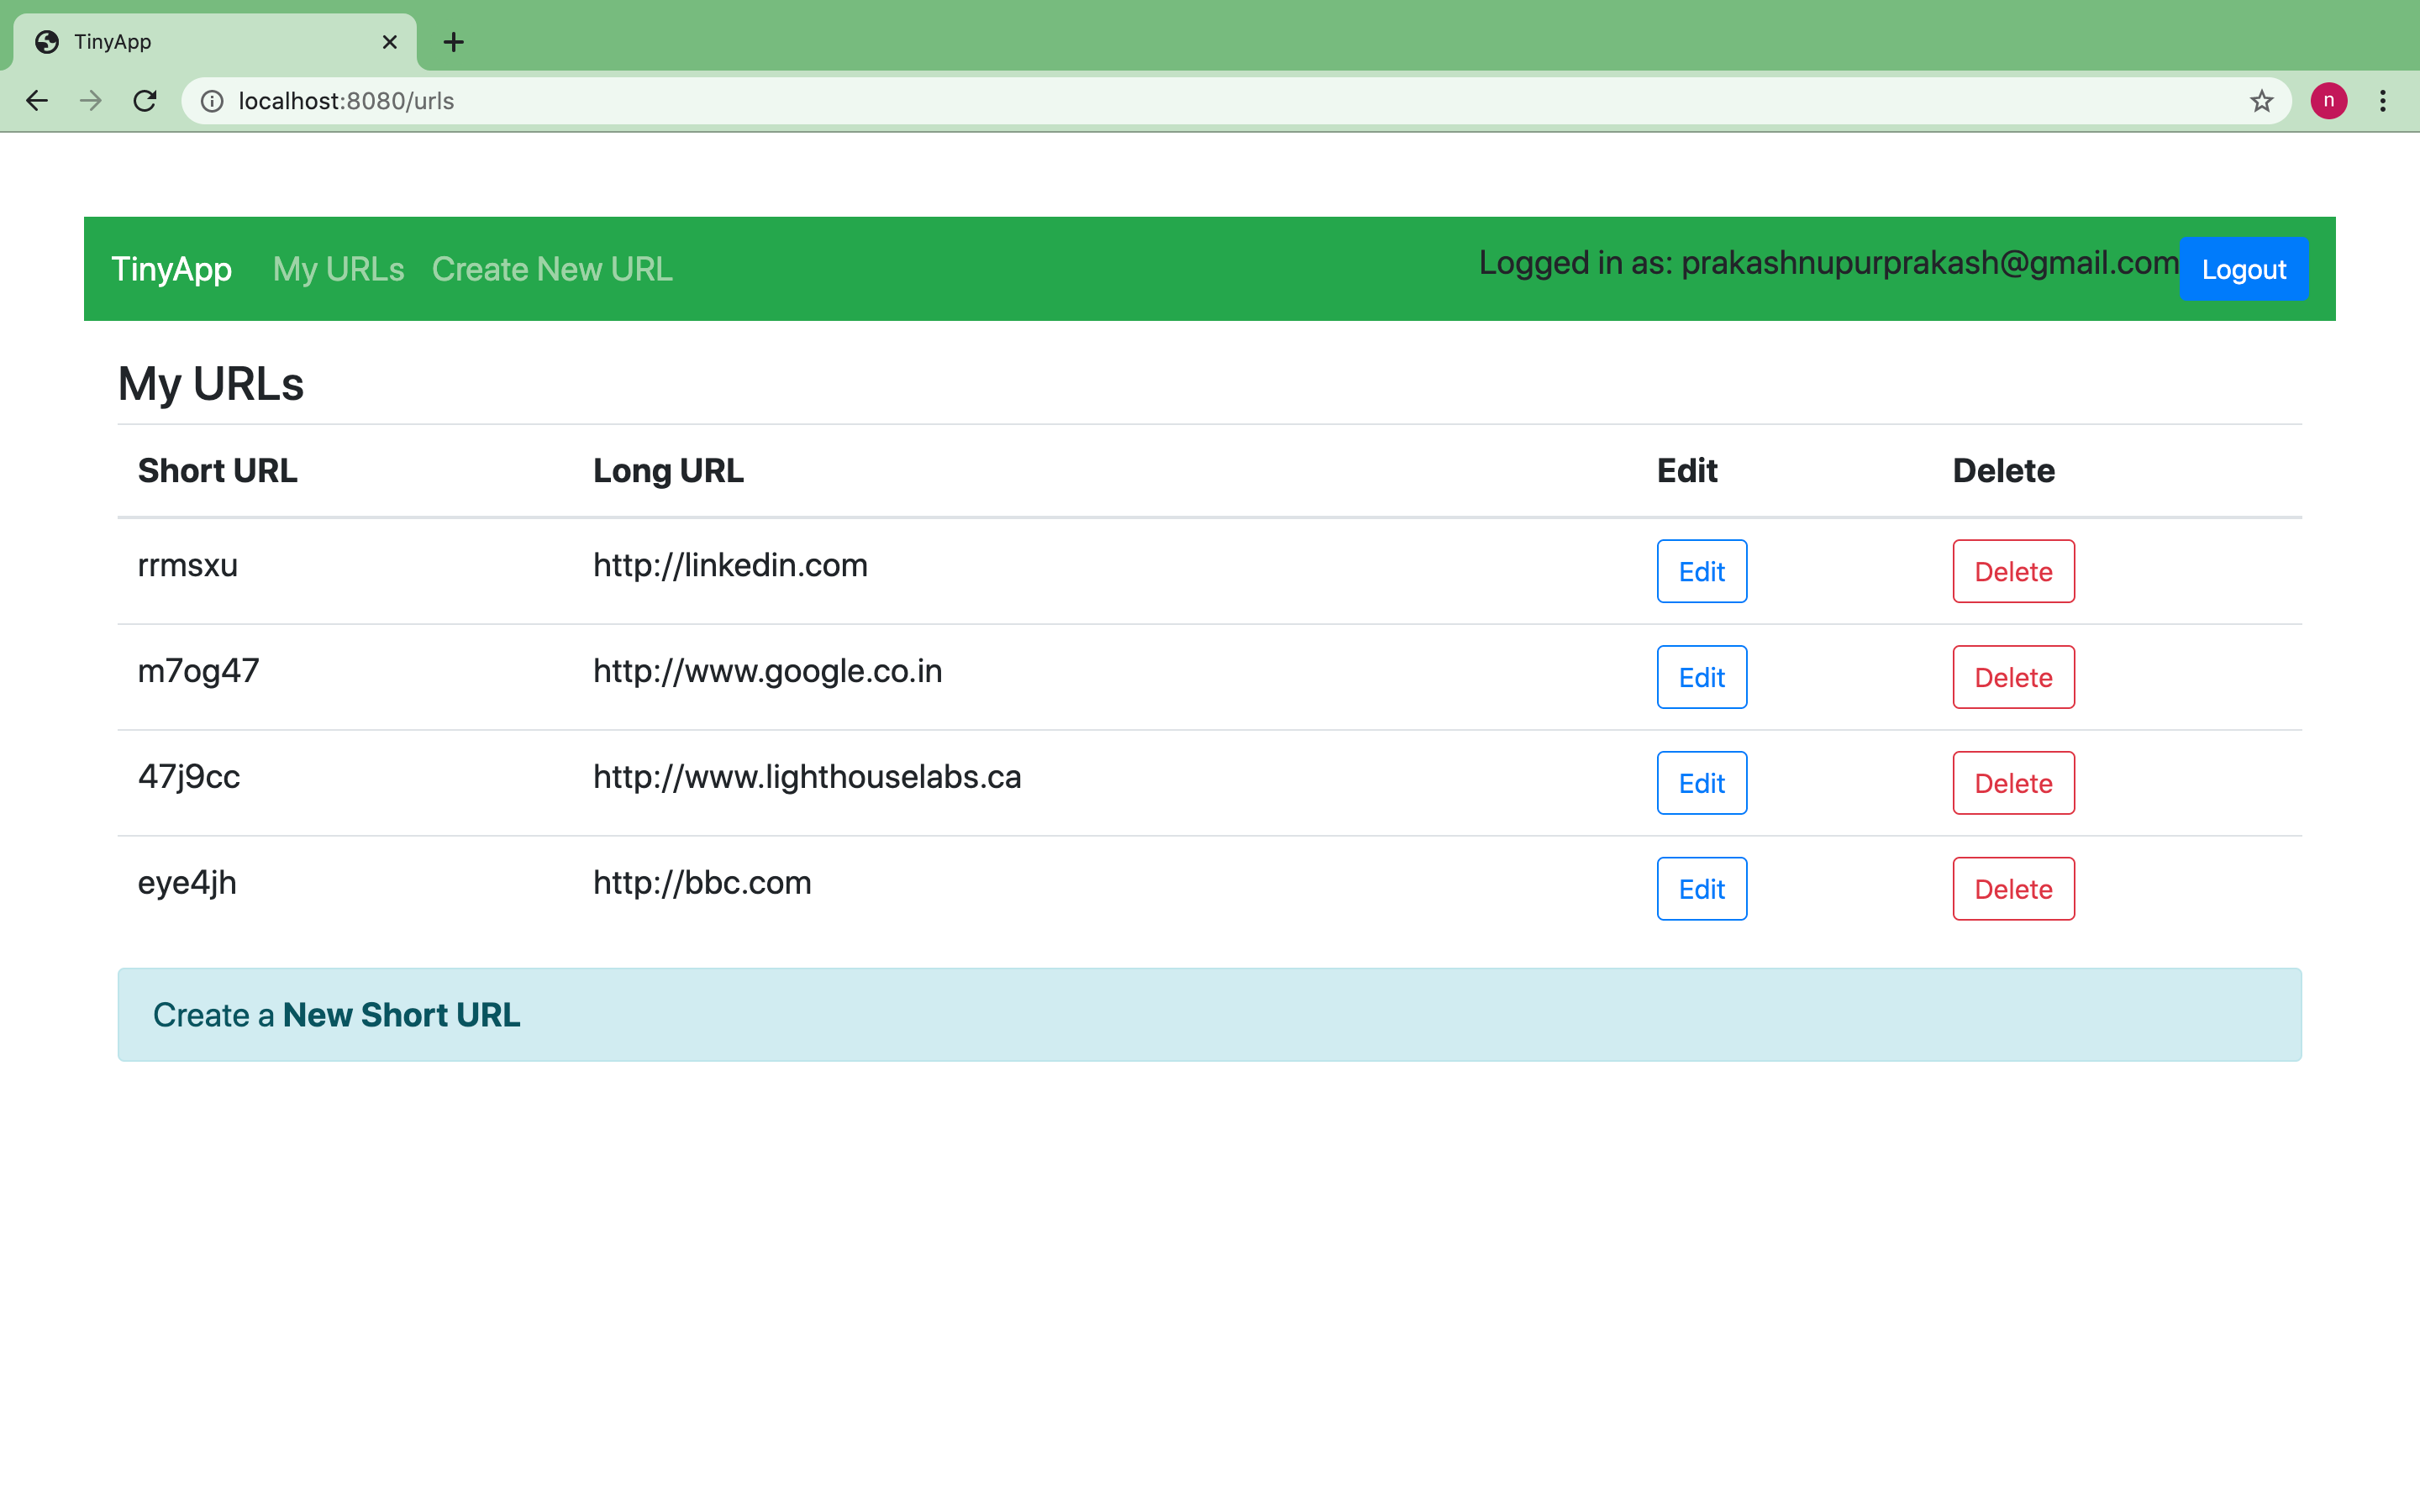 TinyApp
localhost:8080/urls
n
TinyApp My URLs Create New URL Logged in as: prakashnupurprakash@gmail.com Logout
My URLs
Short URL Long URL Edit Delete
rrmsxu http://linkedin.com Edit Delete
m7og47 http://www.google.co.in Edit Delete
47j9cc http://www.lighthouselabs.ca Edit Delete
eye4jh http://bbc.com Edit Delete
Create a New Short URL